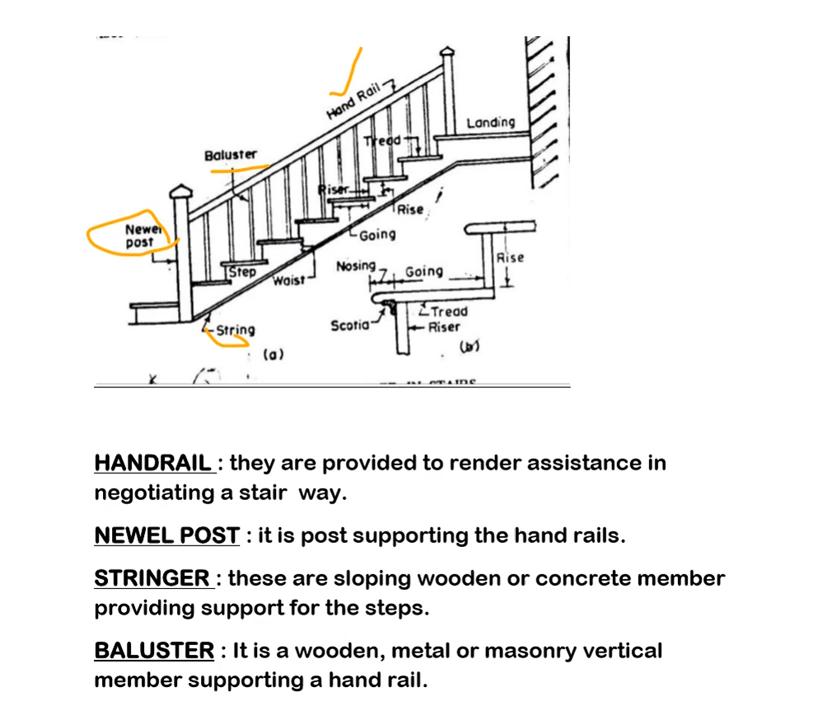 Hand Rail
Landing
Tread
Baluster
Riser
Rise
Newel
post
Going
Step
Waist
Nosing
Going
Rise
Tread
Scotia
Riser
String
(a)
(b)
HANDRAIL : they are provided to render assistance in
negotiating a stair way.
NEWEL POST : it is post supporting the hand rails.
STRINGER : these are sloping wooden or concrete member
providing support for the steps.
BALUSTER : It is a wooden, metal or masonry vertical
member supporting a hand rail.